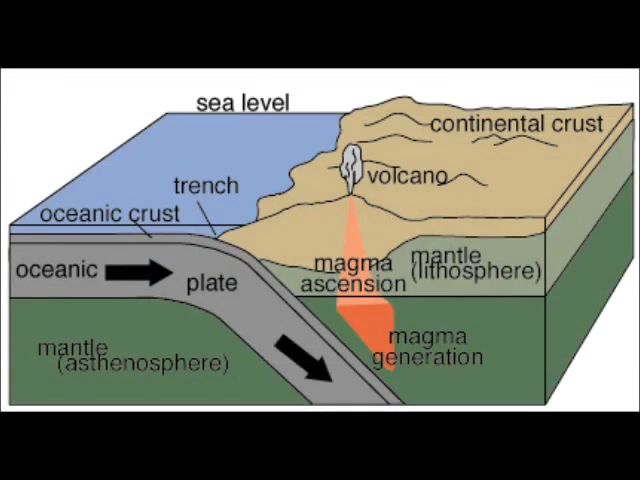 sea level
continental crust
volcano
trench
oceanic crust
oceanic
plate
magma
ascension
mantle
(lithosphere)
magma
generation
mantle
(asthenosphere)